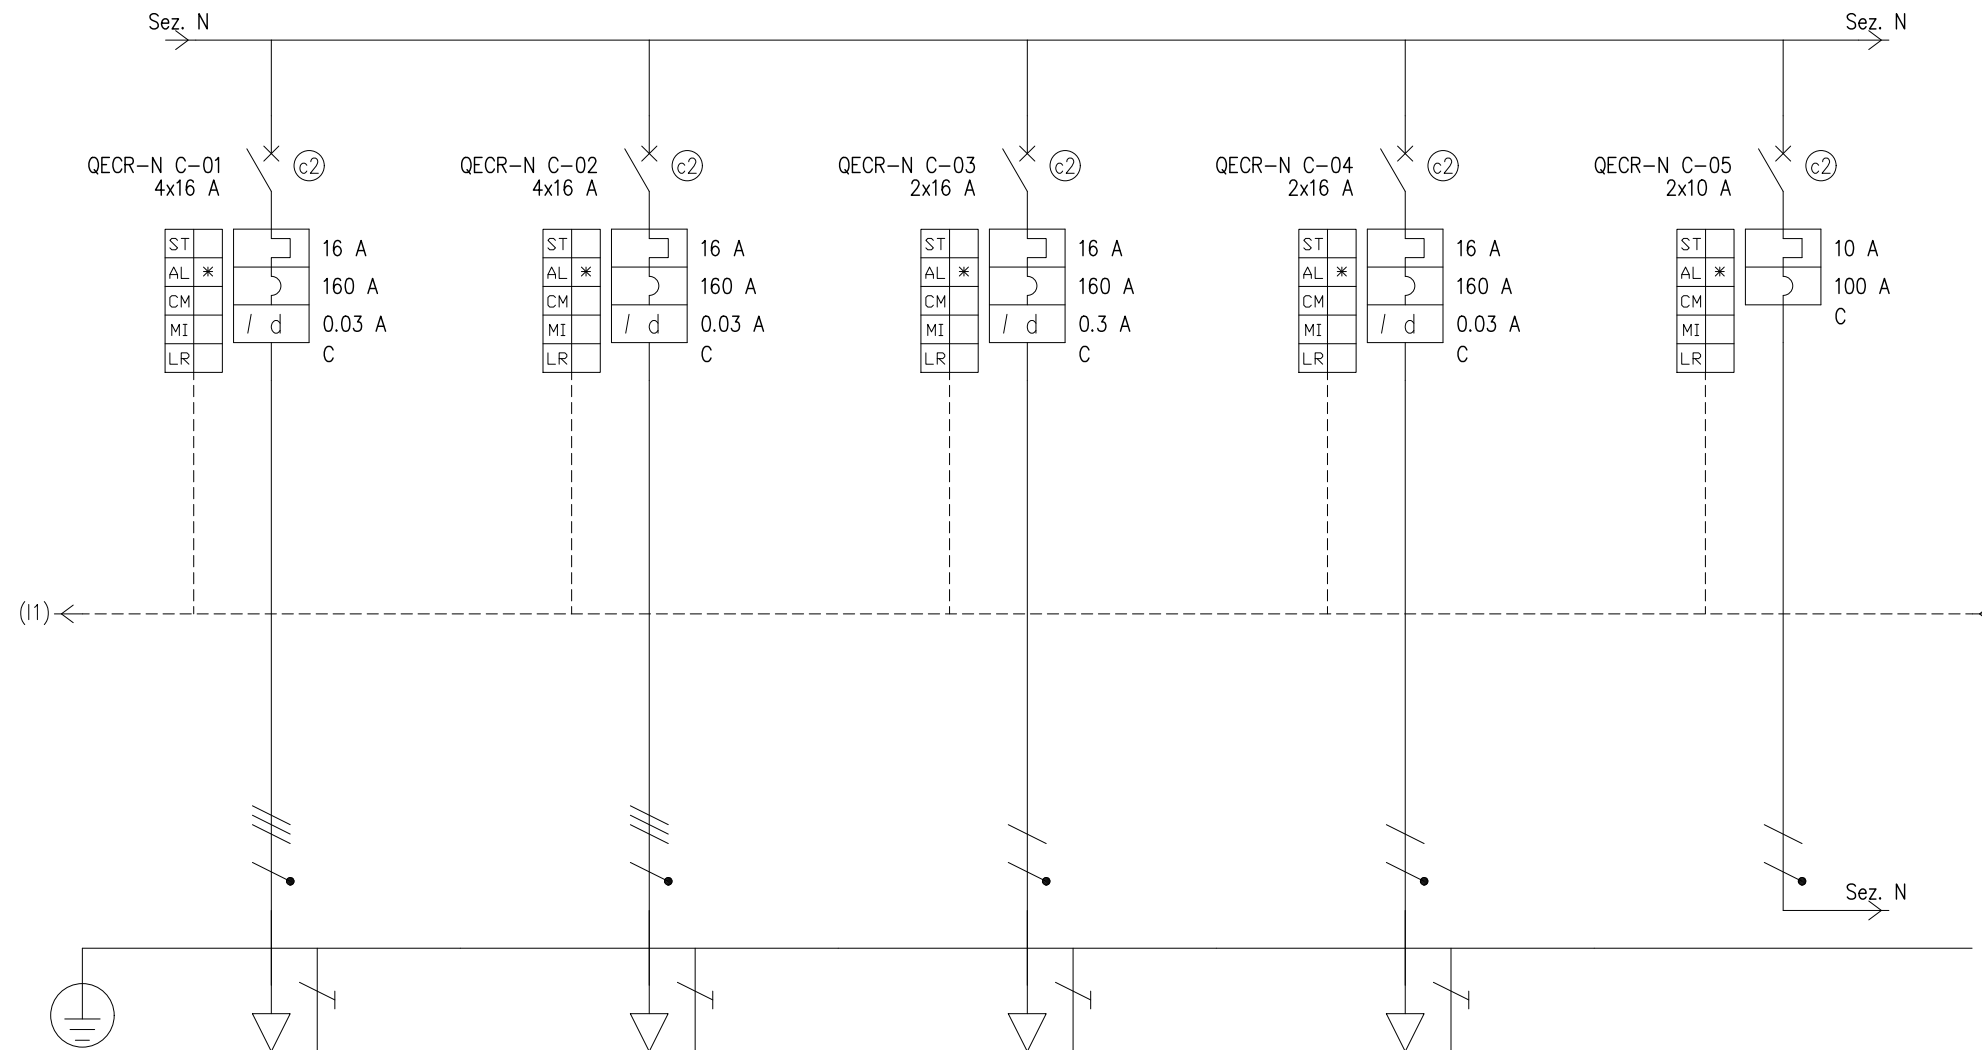 Sez. N
Sez. N
QECR-N C-01
4x16 A
c2
QECR-N C-02
4x16 A
c2
QECR-N C-03
2x16 A
c2
QECR-N C-04
2x16 A
c2
QECR-N C-05
2x10 A
c2
ST
AL *
CM
MI
LR
16 A
160 A
I d 0.03 A
C
ST
AL *
CM
MI
LR
16 A
160 A
I d 0.03 A
C
ST
AL *
CM
MI
LR
16 A
160 A
I d 0.3 A
C
ST
AL *
CM
MI
LR
16 A
160 A
I d 0.03 A
C
ST
AL *
CM
MI
LR
10 A
100 A
C
(I1)
Sez. N